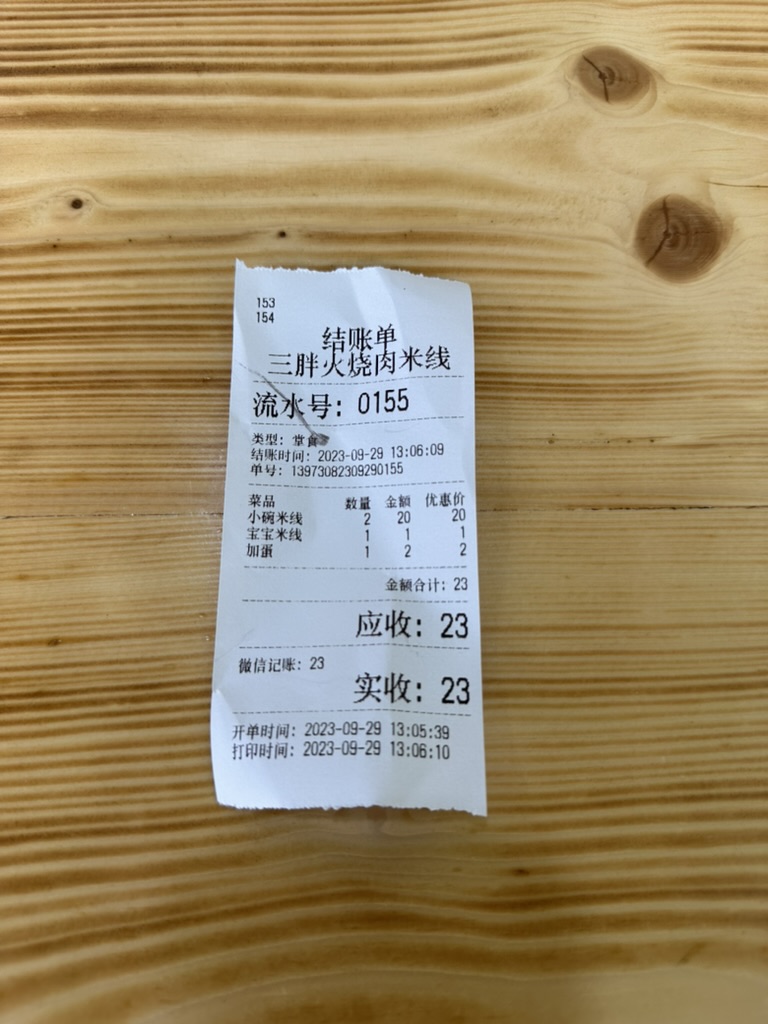 153
154
结账单
三胖火烧肉米线
流水号: 0155
类型: 堂食
结账时间: 2023-09-29 13:06:09
单号: 13973082309290155
菜品 数量 金额 优惠价
小碗米线 2 20 20
宝宝米线 1 1 1
加蛋 1 2 2
金额合计: 23
应收: 23
微信记账: 23
实收: 23
开单时间: 2023-09-29 13:05:39
打印时间: 2023-09-29 13:06:10